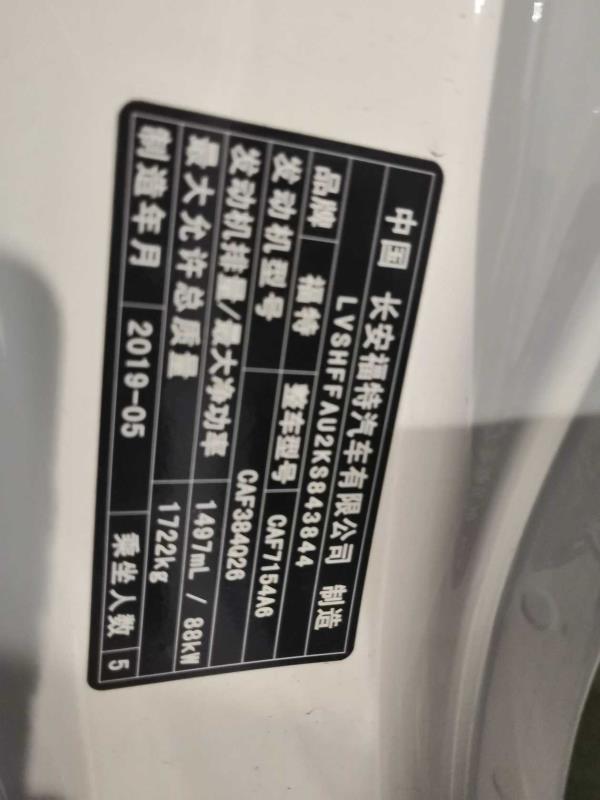 中国 长安福特汽车有限公司 制造
LVSHFFAU2KS843844
品牌 福特 整车型号 CAF7154A6
发动机型号 CAF384Q26
发动机排量/最大净功率 1497mL / 88kW
最大允许总质量 1722kg
制造年月 2019-05 乘坐人数 5